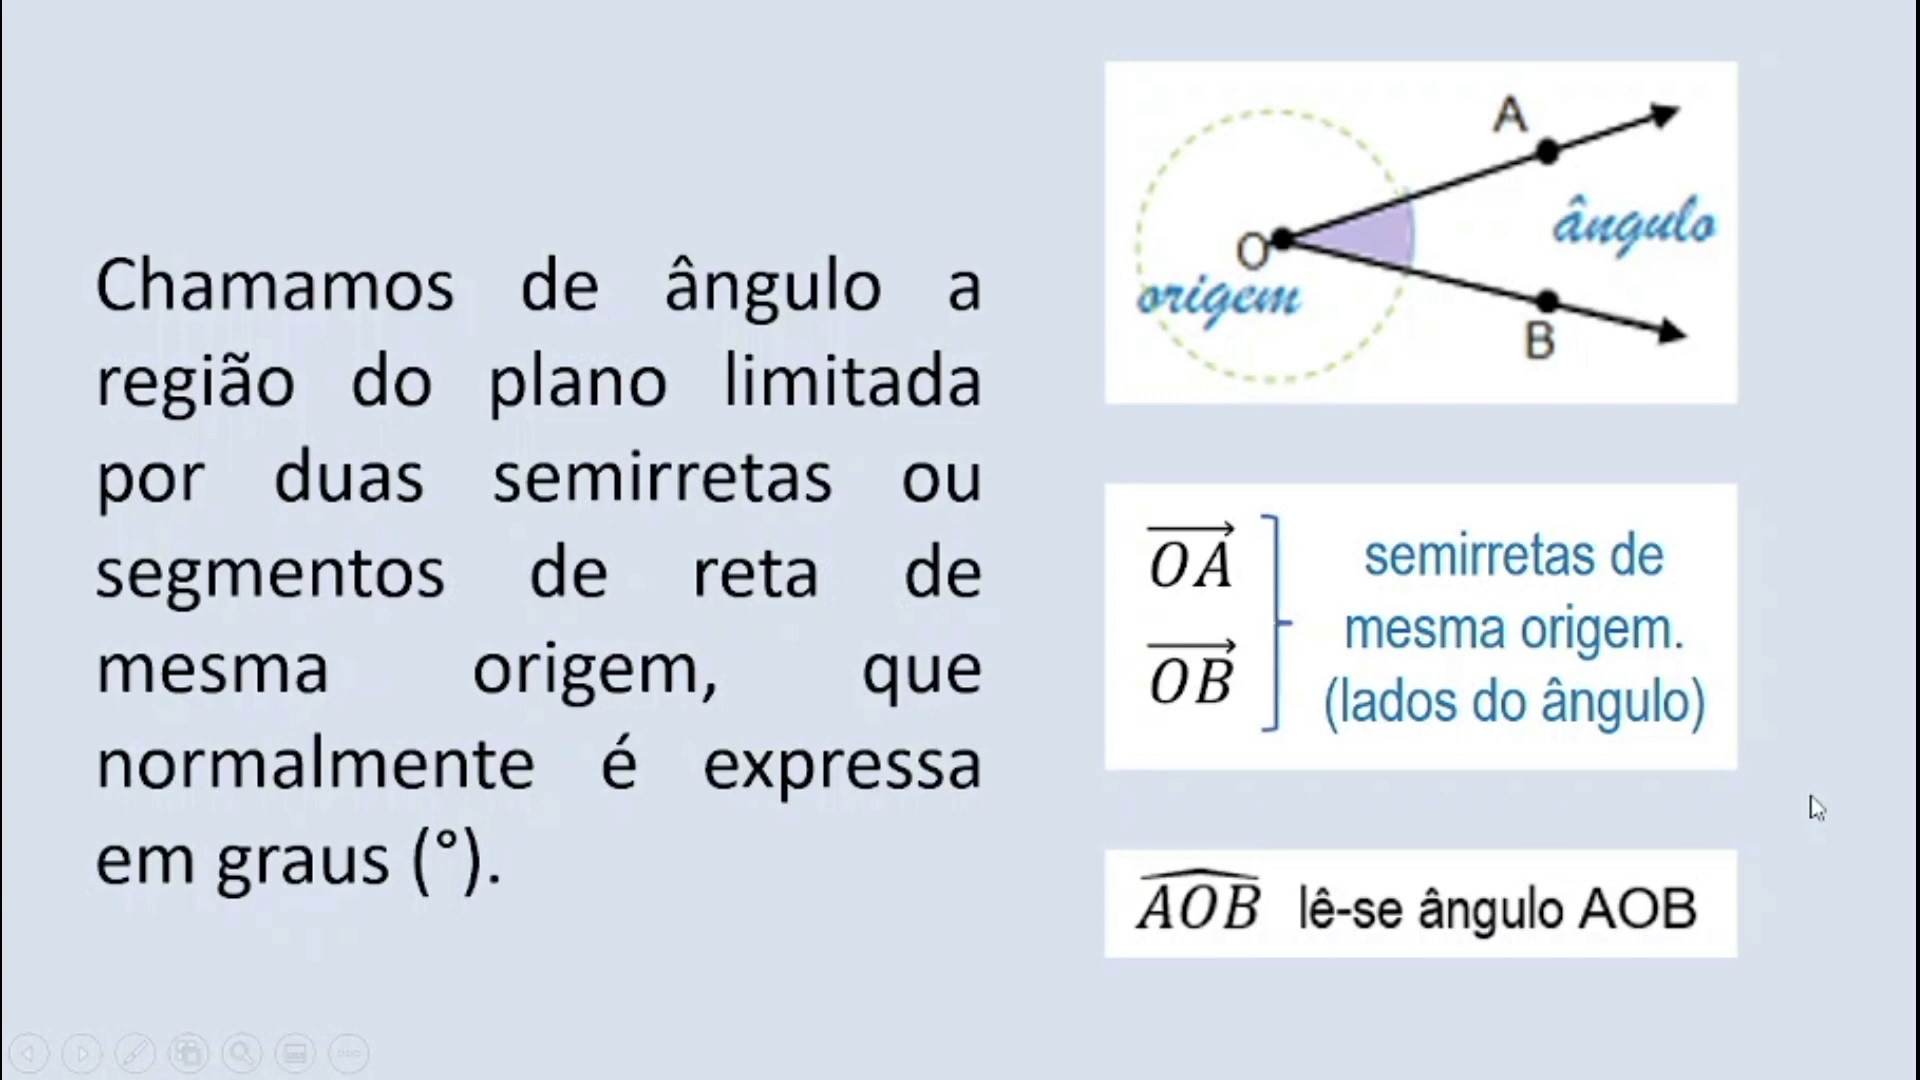 Chamamos de ângulo a
região do plano limitada
por duas semirretas ou
segmentos de reta de
mesma origem, que
normalmente é expressa
em graus (°).
A
ângulo
O
origem
B
OA
OB
semirretas de
mesma origem.
(lados do ângulo)
AOB lê-se ângulo AOB